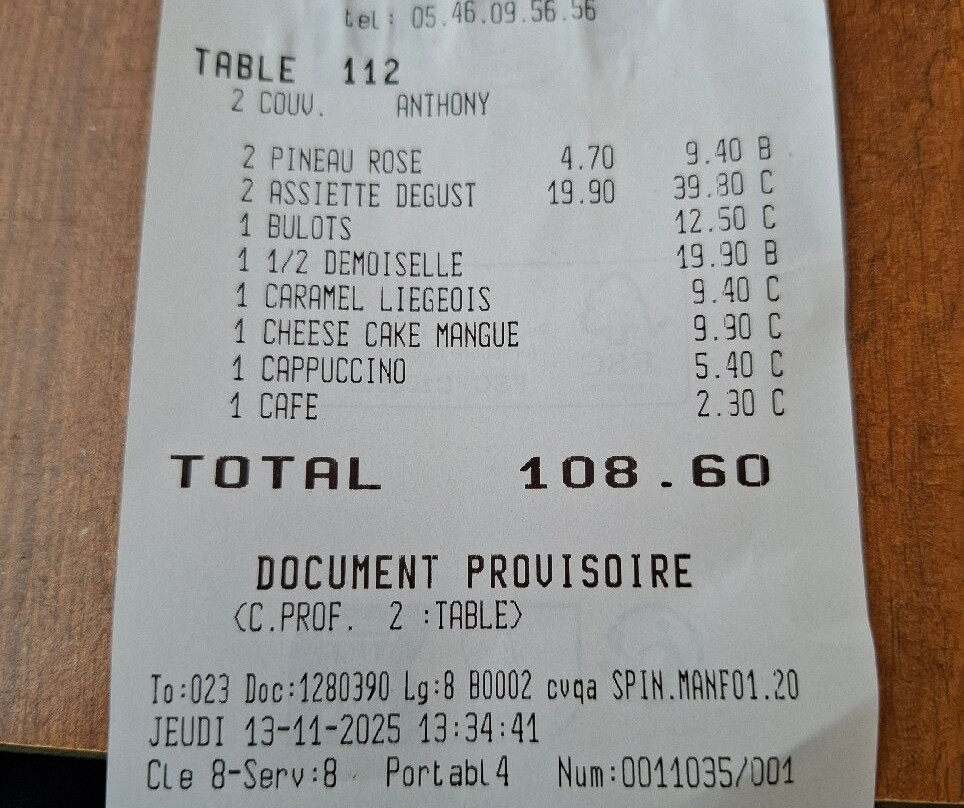 tel: 05.46.09.56.56
TABLE 112
2 COUV. ANTHONY
2 PINEAU ROSE 4.70 9.40 B
2 ASSIETTE DEGUST 19.90 39.80 C
1 BULOTS 12.50 C
1 1/2 DEMOISELLE 19.90 B
1 CARAMEL LIEGEOIS 9.40 C
1 CHEESE CAKE MANGUE 9.90 C
1 CAPPUCCINO 5.40 C
1 CAFE 2.30 C
TOTAL 108.60
DOCUMENT PROVISOIRE
<C.PROF. 2 :TABLE>
To:023 Doc:1280390 Lg:8 B0002 cvqa SPIN.MANF01.20
JEUDI 13-11-2025 13:34:41
Cle 8-Serv:8 Portabl4 Num:0011035/001